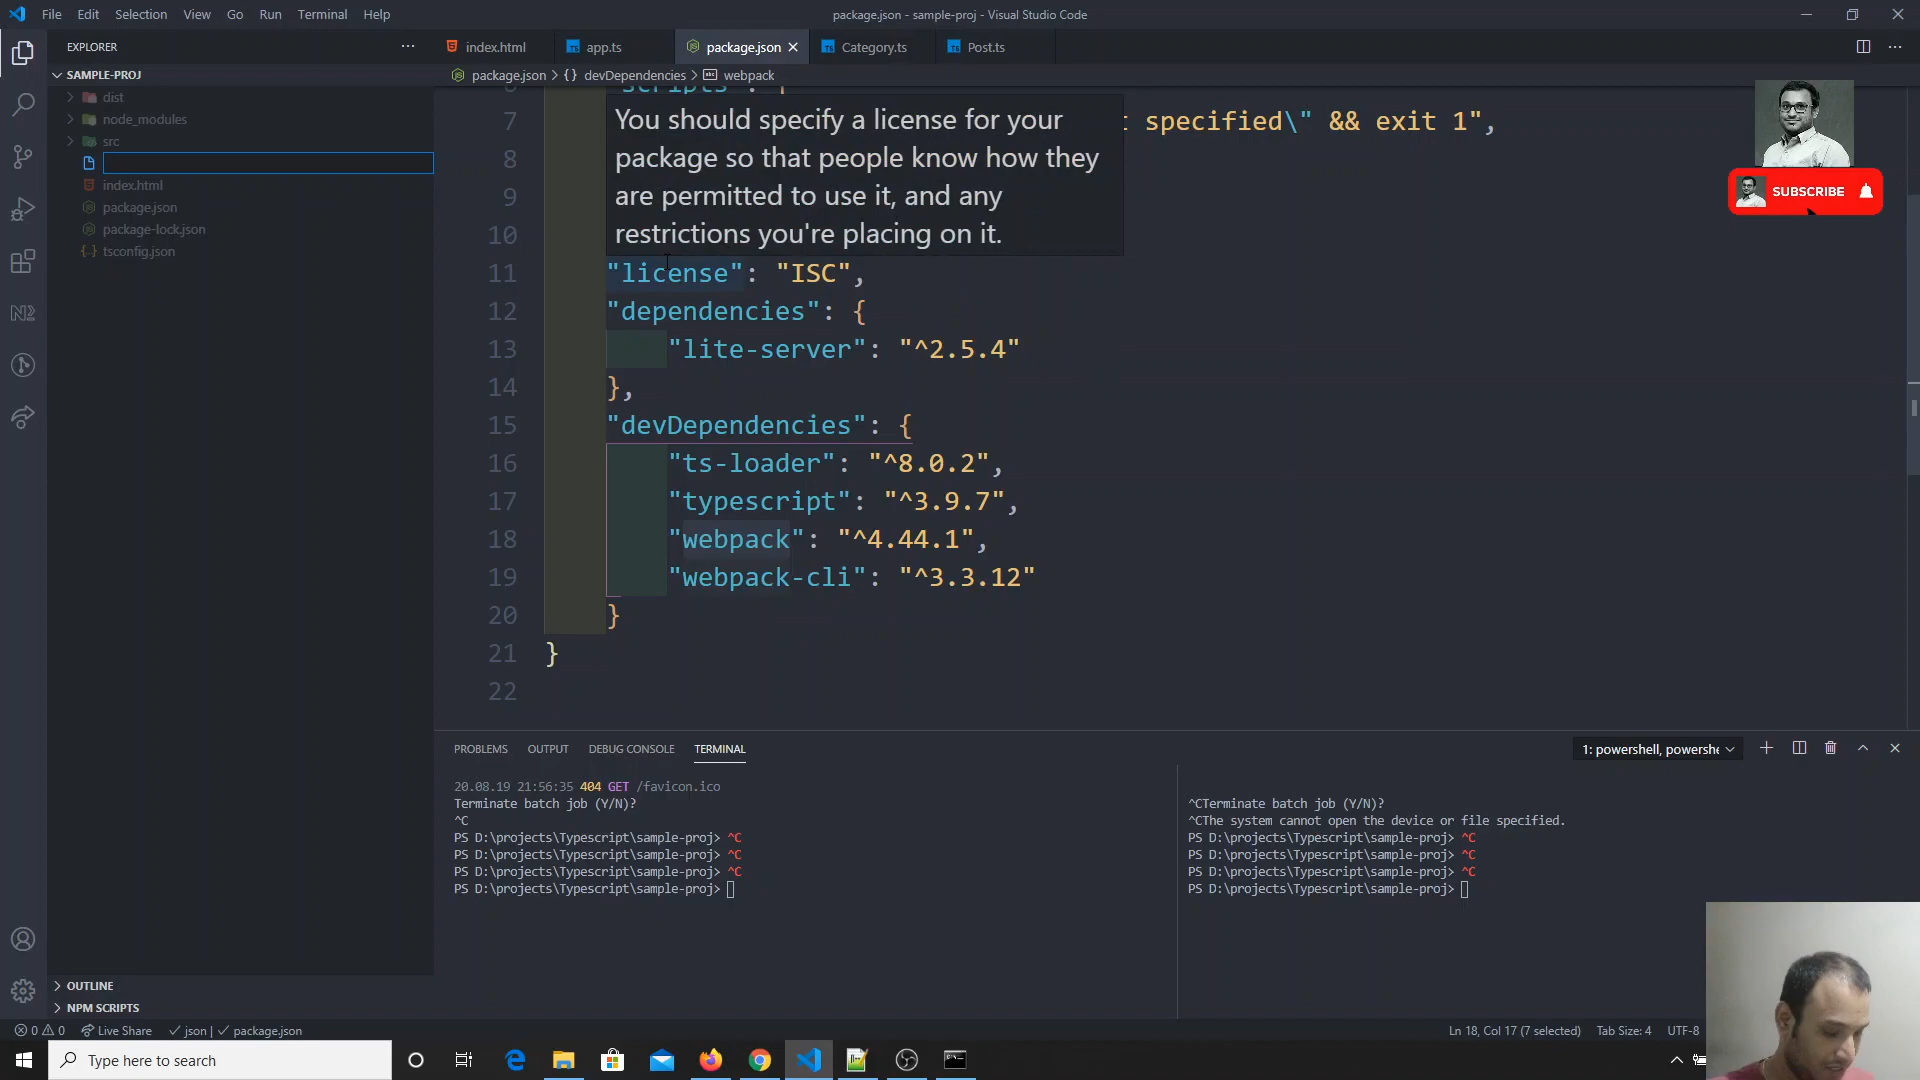 File Edit Selection View Go Run Terminal Help
package.json - sample-proj - Visual Studio Code
EXPLORER
index.html
app.ts
package.json
Category.ts
Post.ts
SAMPLE-PROJ
package.json
devDependencies
webpack
dist
node_modules
src
index.html
package.json
package-lock.json
tsconfig.json
"scripts": {
7 t specified\" && exit 1",
8
9
10
You should specify a license for your
package so that people know how they
are permitted to use it, and any
restrictions you're placing on it.
11 "license": "ISC",
12 "dependencies": {
13 "lite-server": "^2.5.4"
14 },
15 "devDependencies": {
16 "ts-loader": "^8.0.2",
17 "typescript": "^3.9.7",
18 "webpack": "^4.44.1",
19 "webpack-cli": "^3.3.12"
20 }
21 }
22
SUBSCRIBE
PROBLEMS OUTPUT DEBUG CONSOLE TERMINAL
1: powershell, powershe
20.08.19 21:56:35 404 GET /favicon.ico
Terminate batch job (Y/N)?
^C
PS D:\projects\Typescript\sample-proj> ^C
PS D:\projects\Typescript\sample-proj> ^C
PS D:\projects\Typescript\sample-proj> ^C
PS D:\projects\Typescript\sample-proj>
^CTerminate batch job (Y/N)?
^CThe system cannot open the device or file specified.
PS D:\projects\Typescript\sample-proj> ^C
PS D:\projects\Typescript\sample-proj> ^C
PS D:\projects\Typescript\sample-proj> ^C
PS D:\projects\Typescript\sample-proj>
OUTLINE
NPM SCRIPTS
0 0 Live Share json | package.json
Ln 18, Col 17 (7 selected) Tab Size: 4 UTF-8
Type here to search